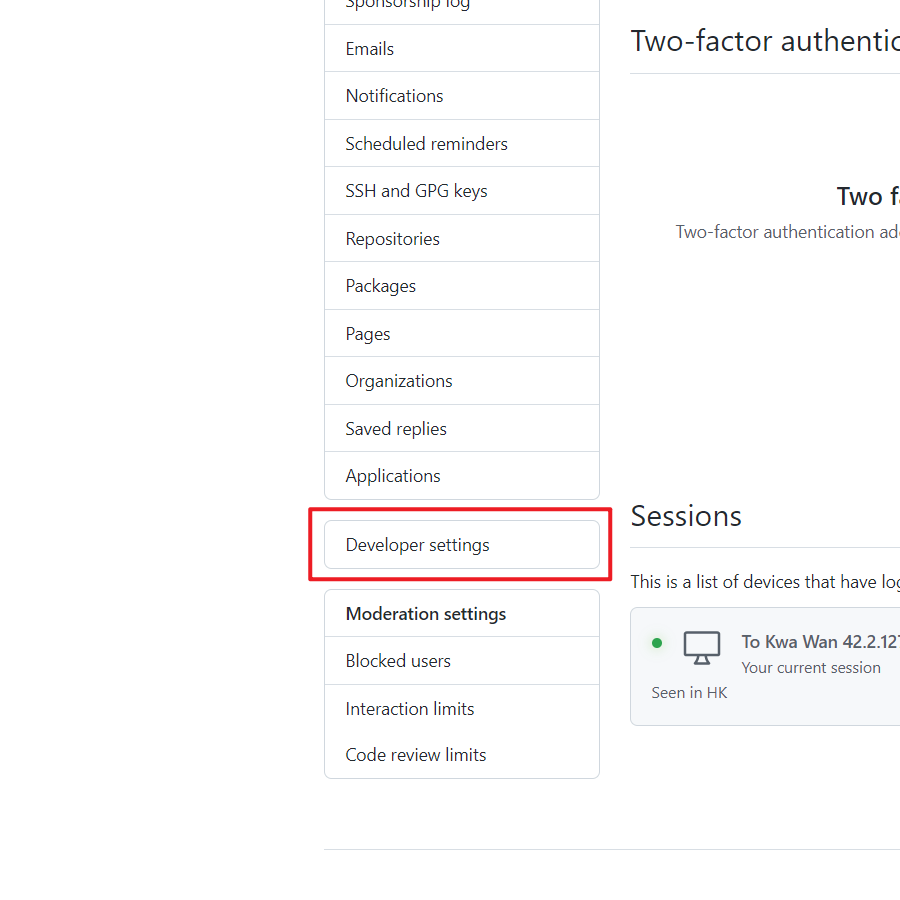 Sponsorship log
Emails
Notifications
Scheduled reminders
SSH and GPG keys
Repositories
Packages
Pages
Organizations
Saved replies
Applications
Developer settings
Moderation settings
Blocked users
Interaction limits
Code review limits
Two-factor authentic
Two f
Two-factor authentication ad
Sessions
This is a list of devices that have lo
To Kwa Wan 42.2.127
Your current session
Seen in HK